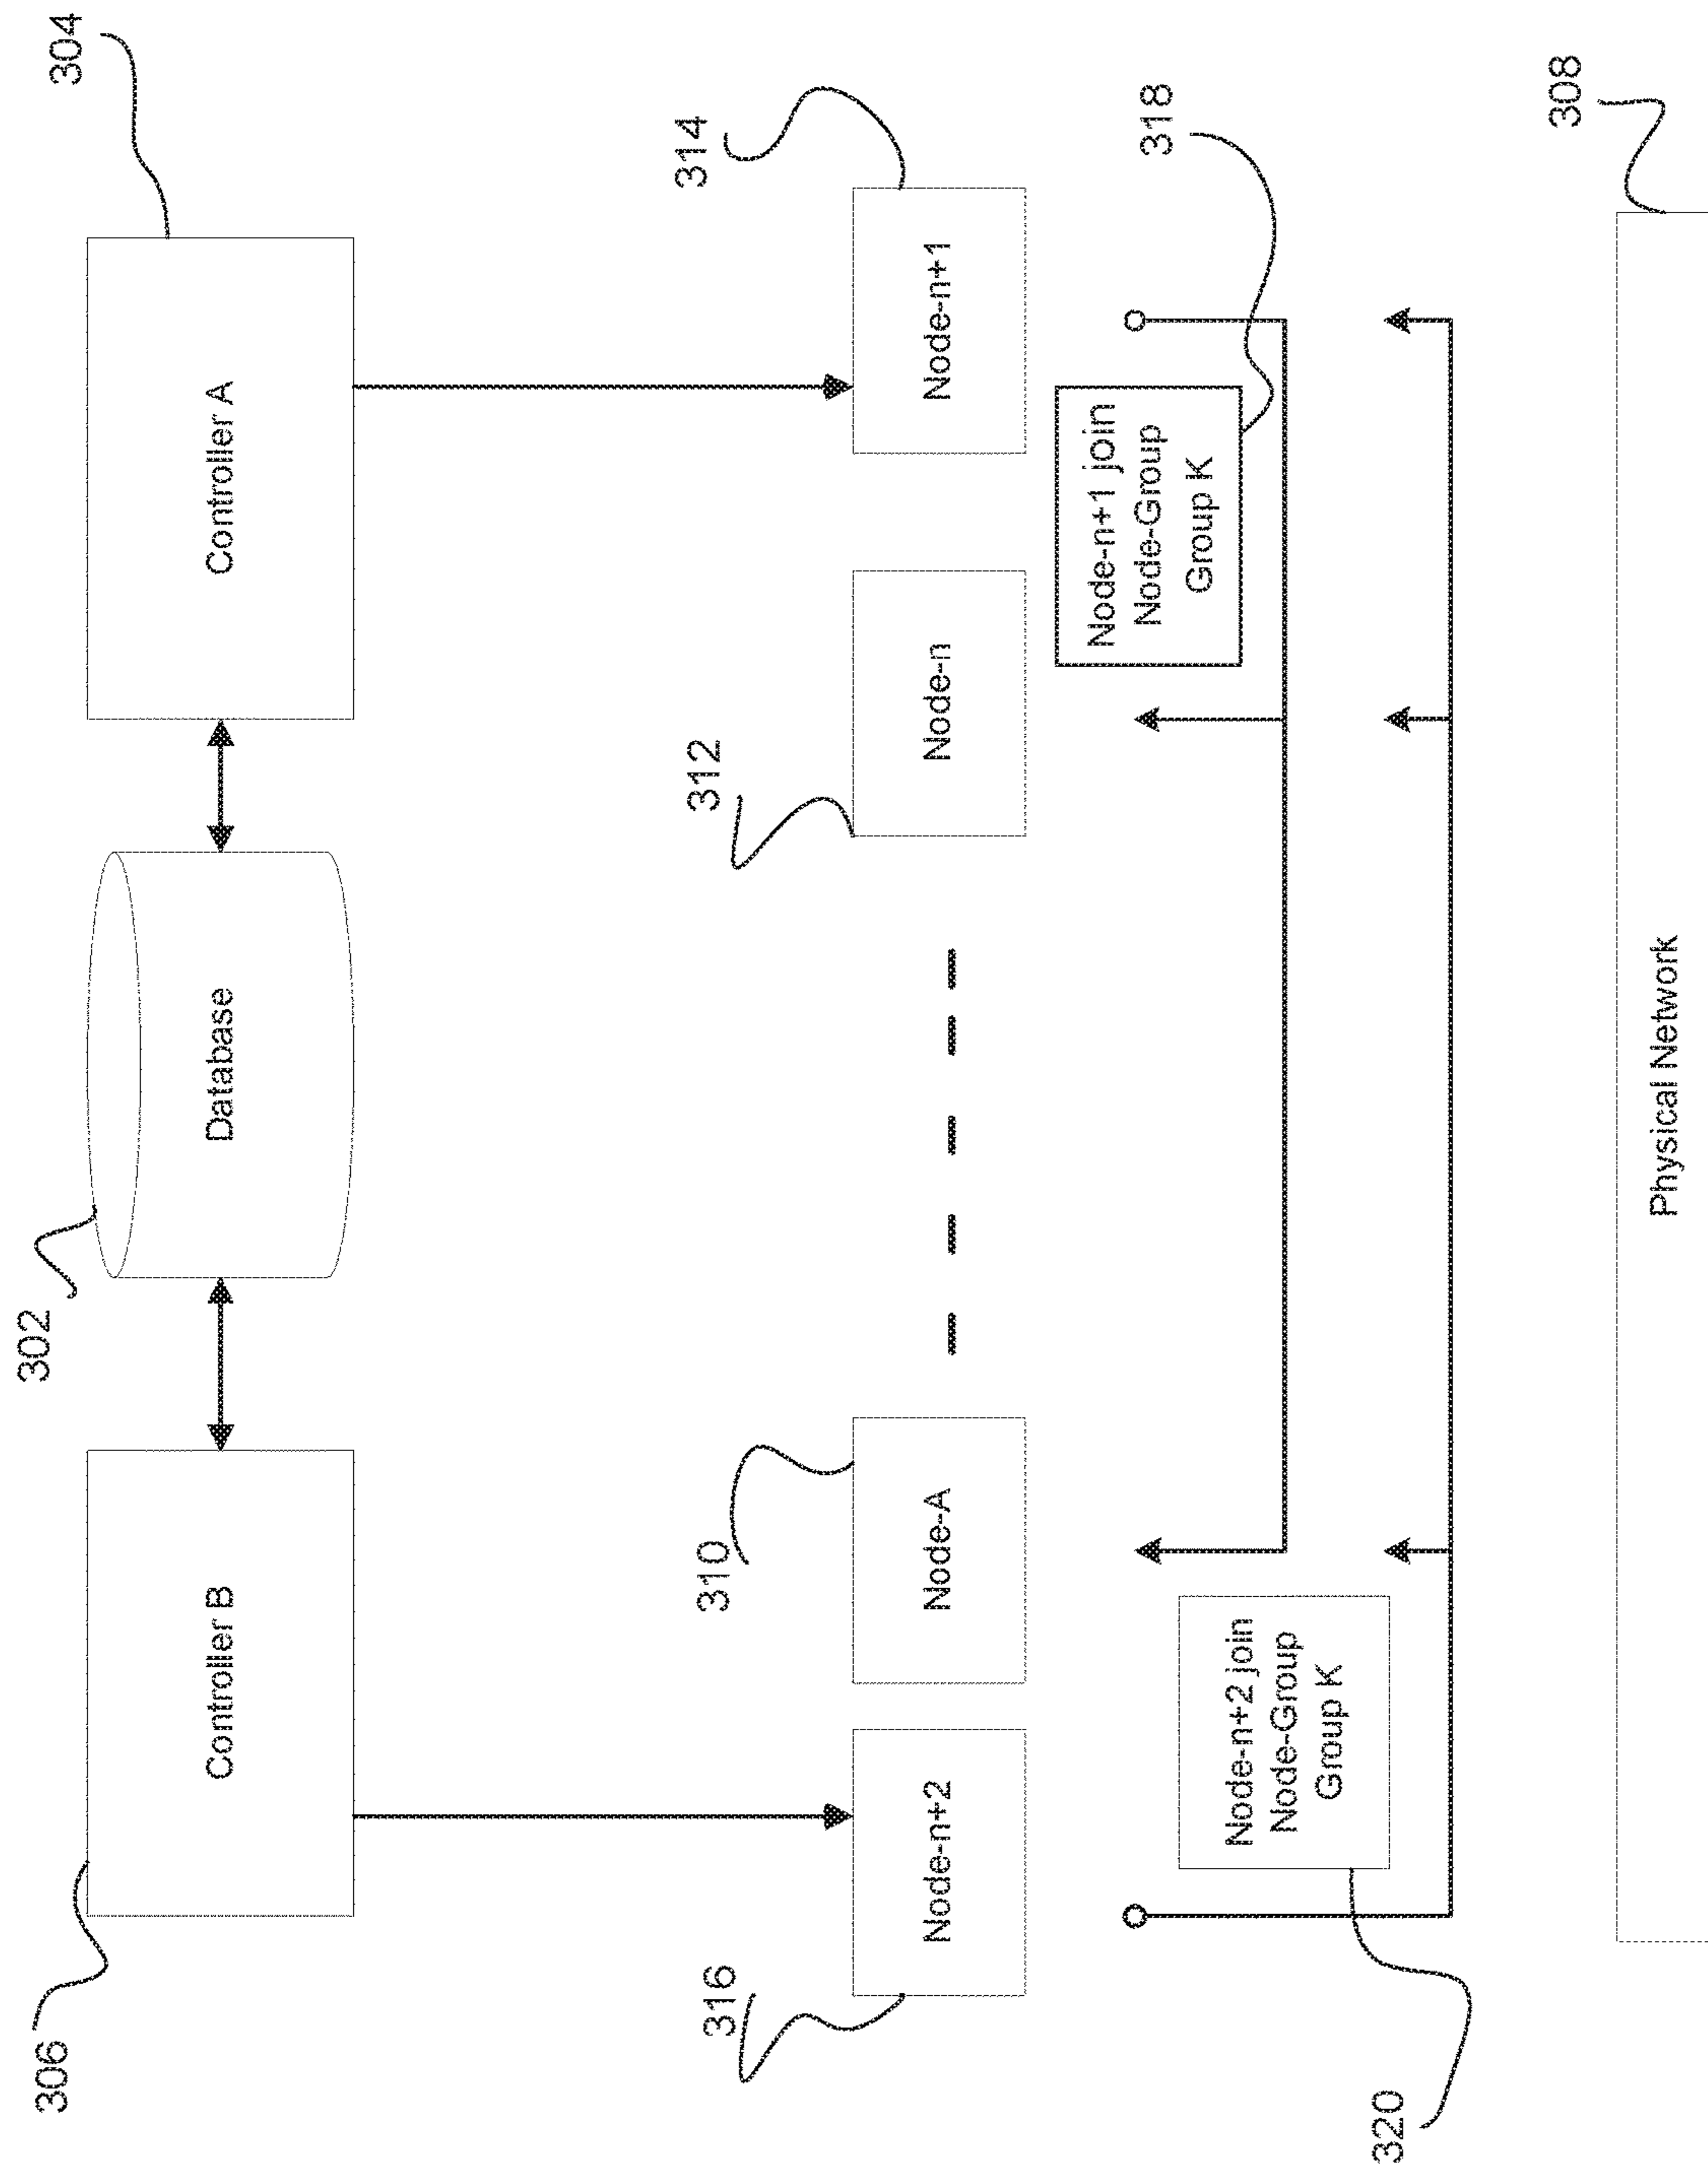 302
304
306
Controller B
Database
Controller A
316
310
312
314
Node-n+2
Node-A
Node-n
Node-n+1
Node-n+1 join
Node-Group
Group K
318
Node-n+2 join
Node-Group
Group K
320
308
Physical Network